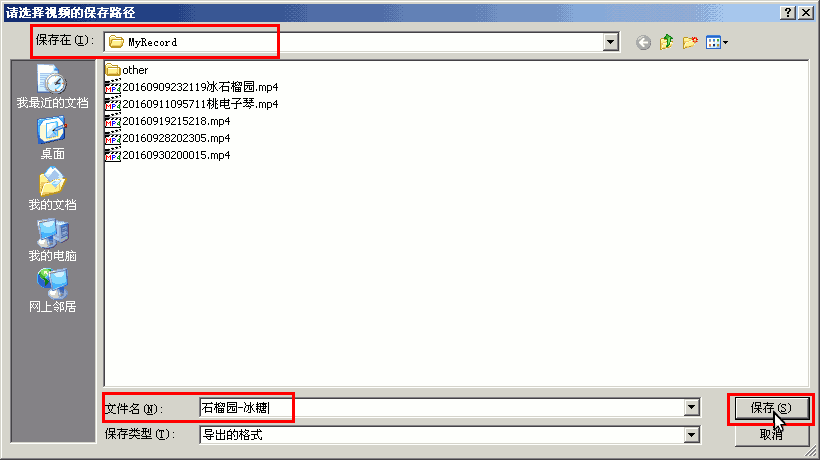 请选择视频的保存路径
保存在(I):
MyRecord
我最近的文档
桌面
我的文档
我的电脑
网上邻居
other
20160909232119冰石榴园.mp4
20160911095711桃电子琴.mp4
20160919215218.mp4
20160928202305.mp4
20160930200015.mp4
文件名(N):
石榴园-冰糖
保存(S)
保存类型(T):
导出的格式
取消